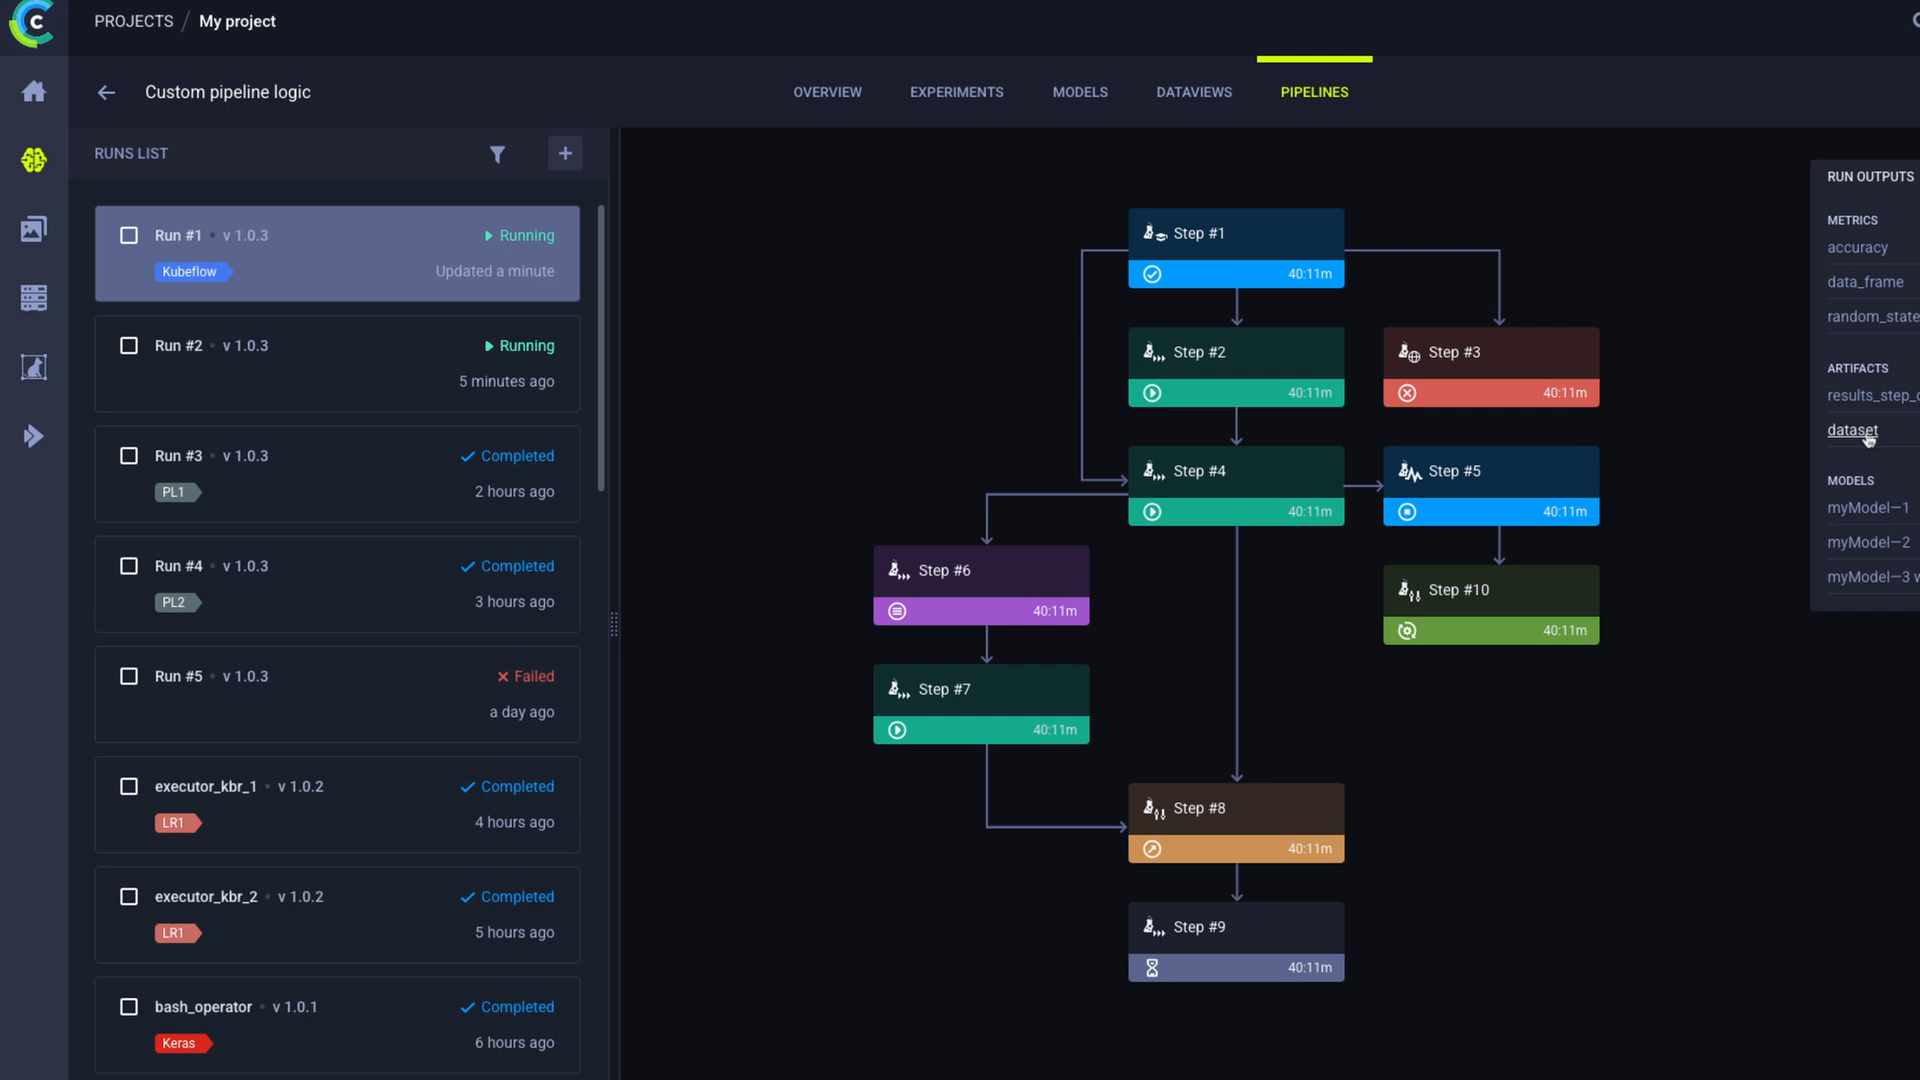 PROJECTS / My project
Custom pipeline logic
OVERVIEW
EXPERIMENTS
MODELS
DATAVIEWS
PIPELINES
RUNS LIST
Run #1 • v 1.0.3
Running
Kubeflow
Updated a minute
Run #2 • v 1.0.3
Running
5 minutes ago
Run #3 • v 1.0.3
Completed
PL1
2 hours ago
Run #4 • v 1.0.3
Completed
PL2
3 hours ago
Run #5 • v 1.0.3
Failed
a day ago
executor_kbr_1 • v 1.0.2
Completed
LR1
4 hours ago
executor_kbr_2 • v 1.0.2
Completed
LR1
5 hours ago
bash_operator • v 1.0.1
Completed
Keras
6 hours ago
Step #1
40:11m
Step #2
40:11m
Step #3
40:11m
Step #4
40:11m
Step #5
40:11m
Step #6
40:11m
Step #10
40:11m
Step #7
40:11m
Step #8
40:11m
Step #9
40:11m
RUN OUTPUTS
METRICS
accuracy
data_frame
random_state
ARTIFACTS
results_step_
dataset
MODELS
myModel—1
myModel—2
myModel—3